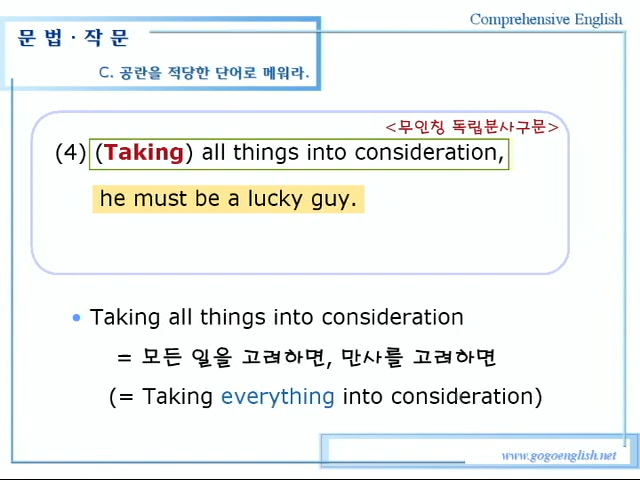 Comprehensive English
문 법 · 작 문
C. 공란을 적당한 단어로 메워라.
<무인칭 독립분사구문>
(4) (Taking) all things into consideration,
he must be a lucky guy.
• Taking all things into consideration
= 모든 일을 고려하면, 만사를 고려하면
(= Taking everything into consideration)
www.gogoenglish.net